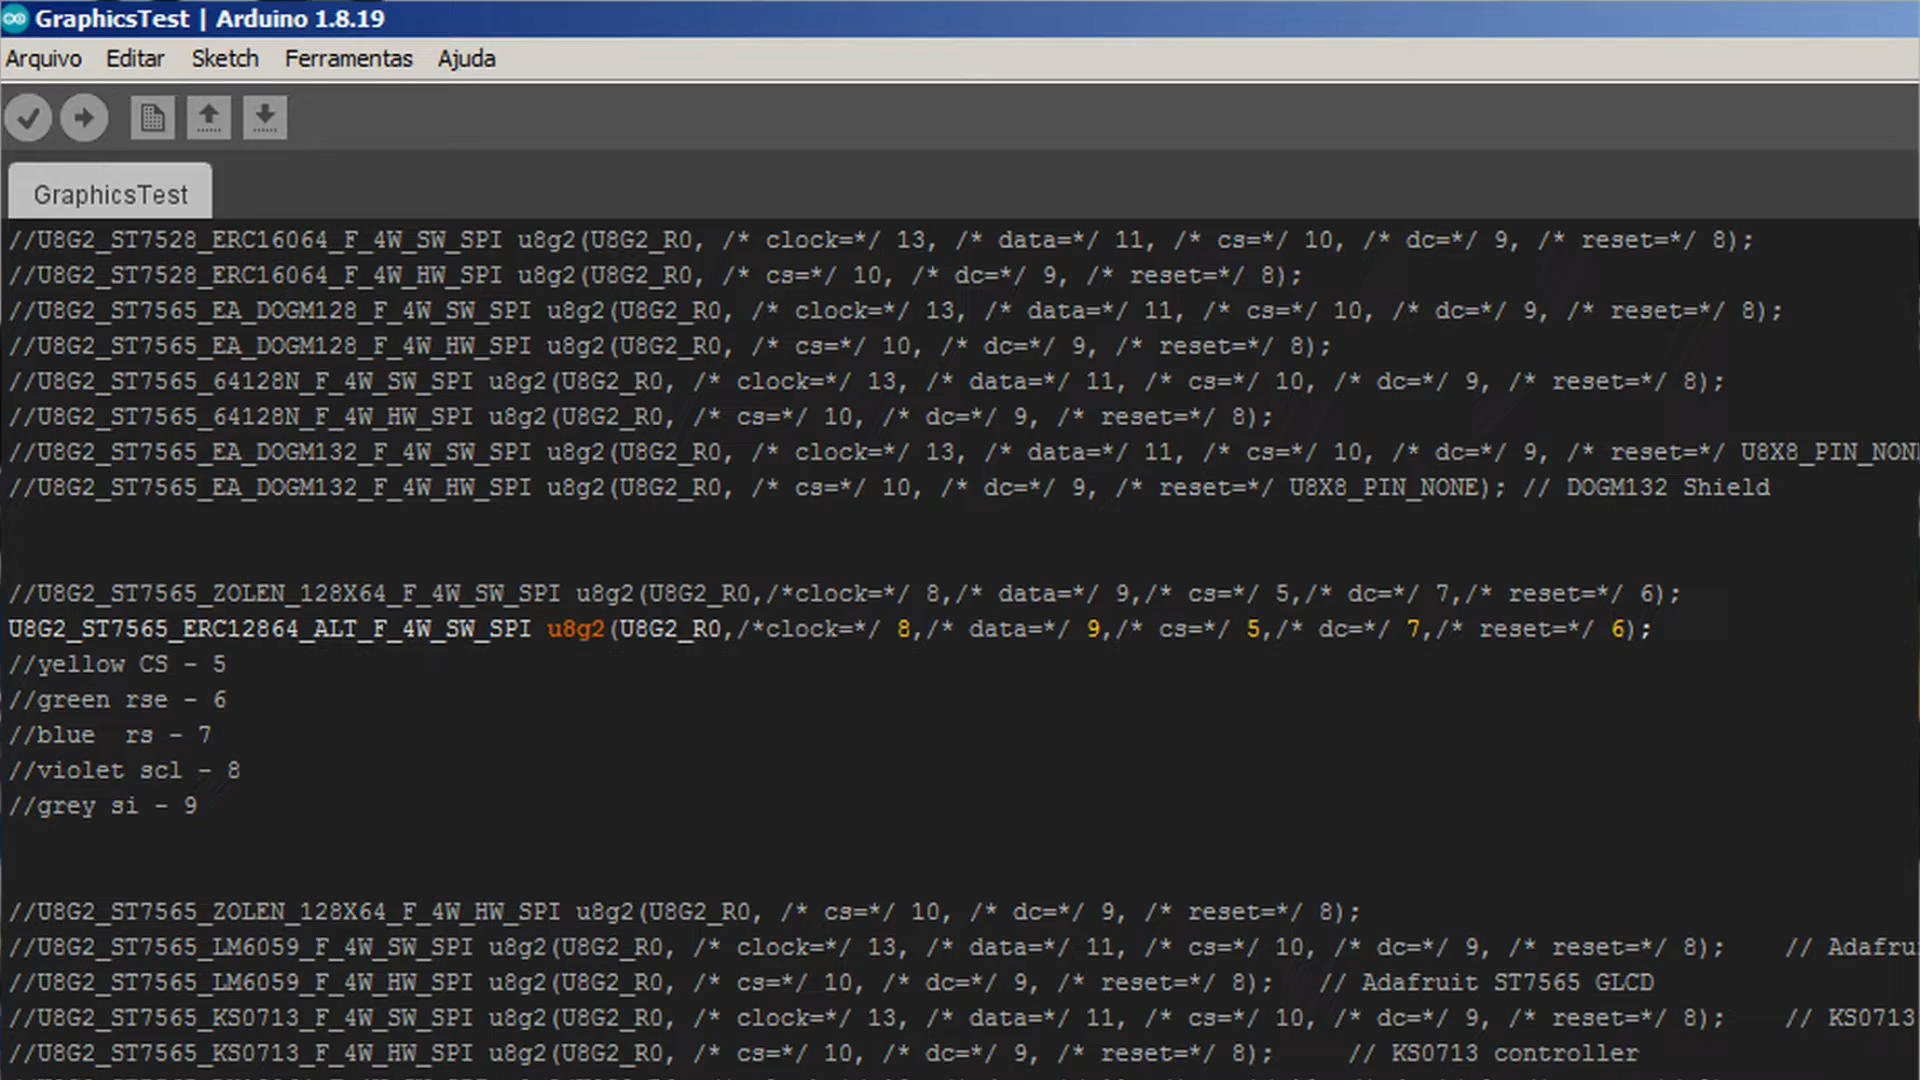 GraphicsTest | Arduino 1.8.19
Arquivo Editar Sketch Ferramentas Ajuda
GraphicsTest
//U8G2_ST7528_ERC16064_F_4W_SW_SPI u8g2(U8G2_R0, /* clock=*/ 13, /* data=*/ 11, /* cs=*/ 10, /* dc=*/ 9, /* reset=*/ 8);
//U8G2_ST7528_ERC16064_F_4W_HW_SPI u8g2(U8G2_R0, /* cs=*/ 10, /* dc=*/ 9, /* reset=*/ 8);
//U8G2_ST7565_EA_DOGM128_F_4W_SW_SPI u8g2(U8G2_R0, /* clock=*/ 13, /* data=*/ 11, /* cs=*/ 10, /* dc=*/ 9, /* reset=*/ 8);
//U8G2_ST7565_EA_DOGM128_F_4W_HW_SPI u8g2(U8G2_R0, /* cs=*/ 10, /* dc=*/ 9, /* reset=*/ 8);
//U8G2_ST7565_64128N_F_4W_SW_SPI u8g2(U8G2_R0, /* clock=*/ 13, /* data=*/ 11, /* cs=*/ 10, /* dc=*/ 9, /* reset=*/ 8);
//U8G2_ST7565_64128N_F_4W_HW_SPI u8g2(U8G2_R0, /* cs=*/ 10, /* dc=*/ 9, /* reset=*/ 8);
//U8G2_ST7565_EA_DOGM132_F_4W_SW_SPI u8g2(U8G2_R0, /* clock=*/ 13, /* data=*/ 11, /* cs=*/ 10, /* dc=*/ 9, /* reset=*/ U8X8_PIN_NON
//U8G2_ST7565_EA_DOGM132_F_4W_HW_SPI u8g2(U8G2_R0, /* cs=*/ 10, /* dc=*/ 9, /* reset=*/ U8X8_PIN_NONE); // DOGM132 Shield
//U8G2_ST7565_ZOLEN_128X64_F_4W_SW_SPI u8g2(U8G2_R0,/*clock=*/ 8,/* data=*/ 9,/* cs=*/ 5,/* dc=*/ 7,/* reset=*/ 6);
U8G2_ST7565_ERC12864_ALT_F_4W_SW_SPI u8g2(U8G2_R0,/*clock=*/ 8,/* data=*/ 9,/* cs=*/ 5,/* dc=*/ 7,/* reset=*/ 6);
//yellow CS - 5
//green rse - 6
//blue  rs - 7
//violet scl - 8
//grey si - 9
//U8G2_ST7565_ZOLEN_128X64_F_4W_HW_SPI u8g2(U8G2_R0, /* cs=*/ 10, /* dc=*/ 9, /* reset=*/ 8);
//U8G2_ST7565_LM6059_F_4W_SW_SPI u8g2(U8G2_R0, /* clock=*/ 13, /* data=*/ 11, /* cs=*/ 10, /* dc=*/ 9, /* reset=*/ 8);    // Adafru
//U8G2_ST7565_LM6059_F_4W_HW_SPI u8g2(U8G2_R0, /* cs=*/ 10, /* dc=*/ 9, /* reset=*/ 8);   // Adafruit ST7565 GLCD
//U8G2_ST7565_KS0713_F_4W_SW_SPI u8g2(U8G2_R0, /* clock=*/ 13, /* data=*/ 11, /* cs=*/ 10, /* dc=*/ 9, /* reset=*/ 8);    // KS0713
//U8G2_ST7565_KS0713_F_4W_HW_SPI u8g2(U8G2_R0, /* cs=*/ 10, /* dc=*/ 9, /* reset=*/ 8);     // KS0713 controller